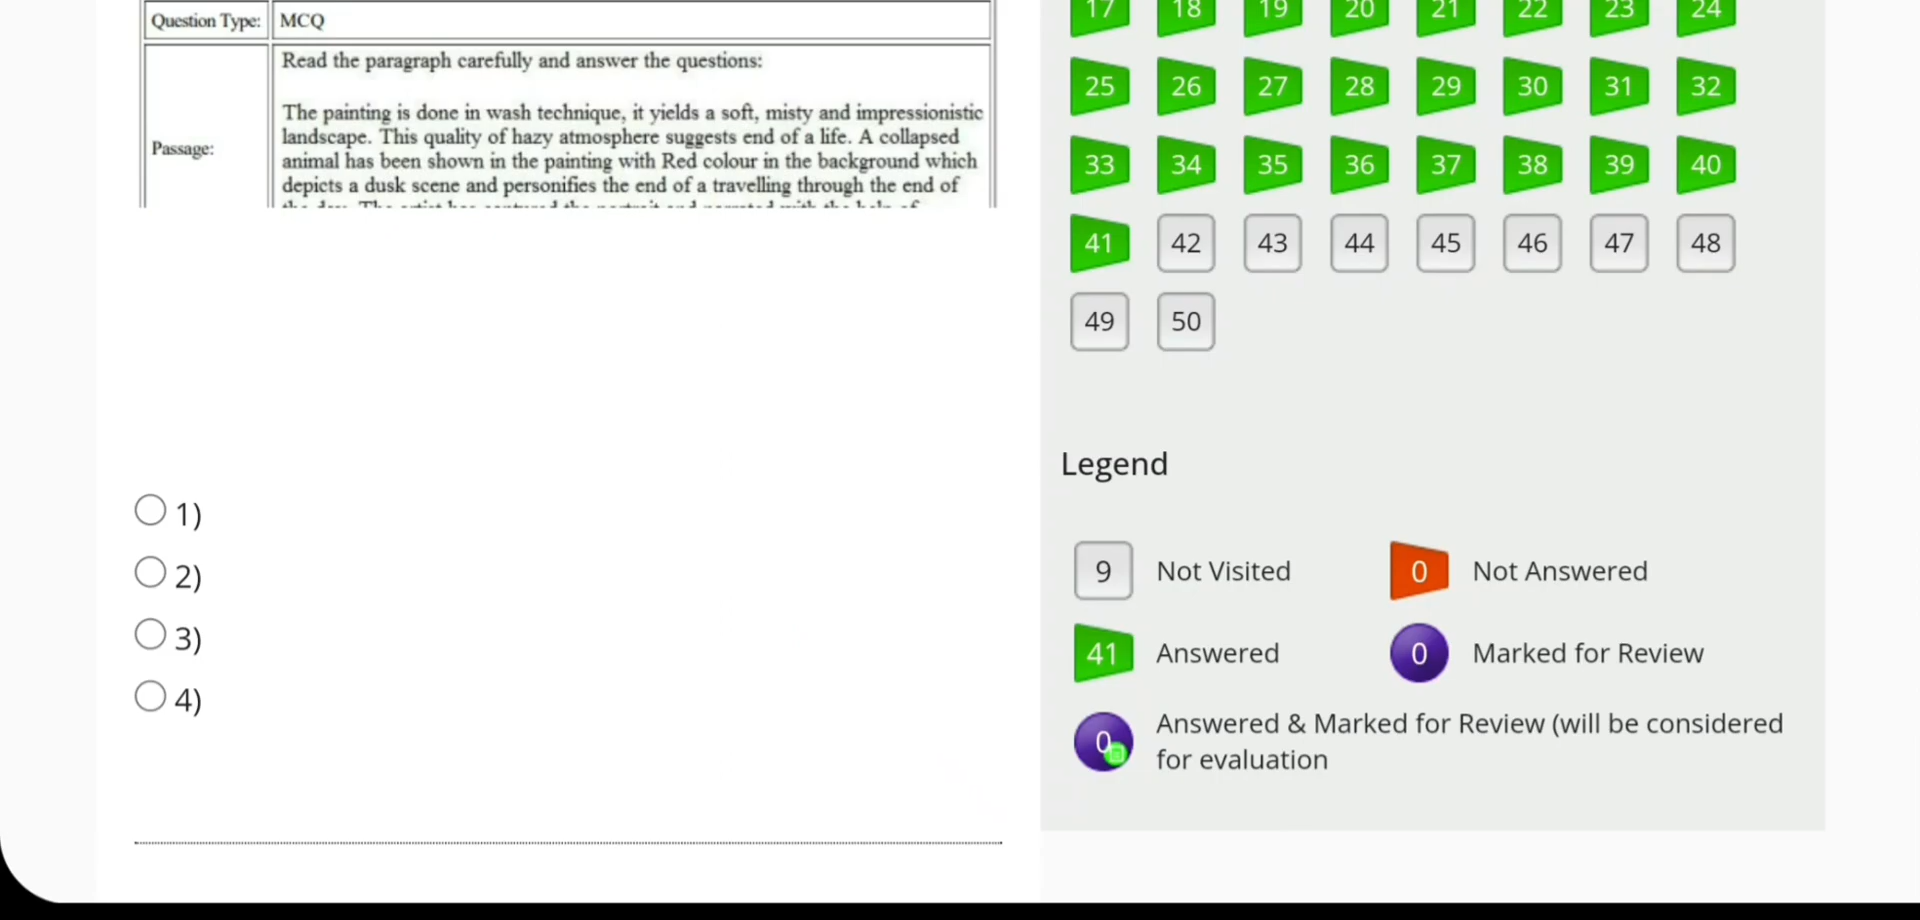 Question Type: MCQ
Passage:
Read the paragraph carefully and answer the questions:
The painting is done in wash technique, it yields a soft, misty and impressionistic
landscape. This quality of hazy atmosphere suggests end of a life. A collapsed
animal has been shown in the painting with Red colour in the background which
depicts a dusk scene and personifies the end of a travelling through the end of
1)
2)
3)
4)
17 18 19 20 21 22 23 24
25 26 27 28 29 30 31 32
33 34 35 36 37 38 39 40
41 42 43 44 45 46 47 48
49 50
Legend
9 Not Visited 0 Not Answered
41 Answered 0 Marked for Review
0 Answered & Marked for Review (will be considered
for evaluation